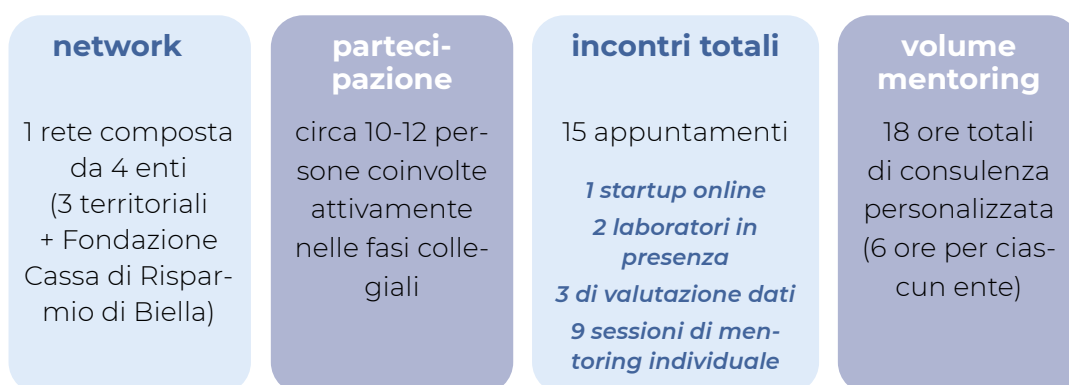 network
1 rete composta
da 4 enti
(3 territoriali
+ Fondazione
Cassa di Rispar-
mio di Biella)
parteci-
pazione
circa 10-12 per-
sone coinvolte
attivamente
nelle fasi colle-
giali
incontri totali
15 appuntamenti
1 startup online
2 laboratori in
presenza
3 di valutazione dati
9 sessioni di men-
toring individuale
volume
mentoring
18 ore totali
di consulenza
personalizzata
(6 ore per cias-
cun ente)